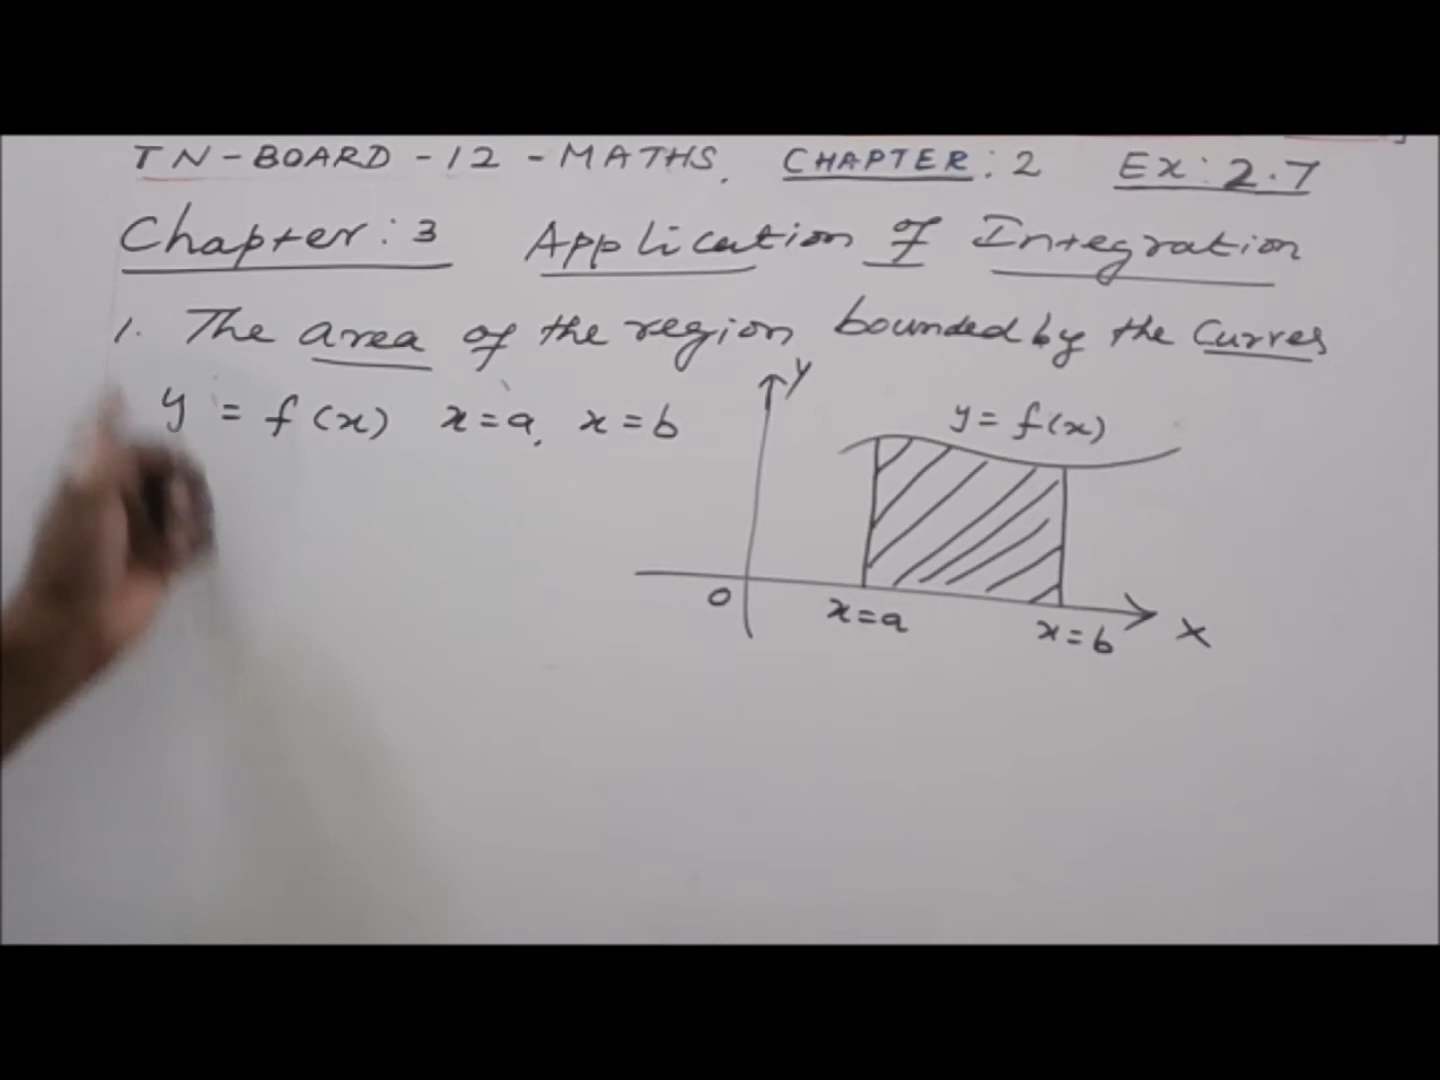 TN-BOARD-12-MATHS. CHAPTER: 2 Ex: 2.7
Chapter: 3 Application of Integration
1. The area of the region bounded by the Curves
y = f(x) x=a, x=b
y
y = f(x)
0
x=a
x=b
x